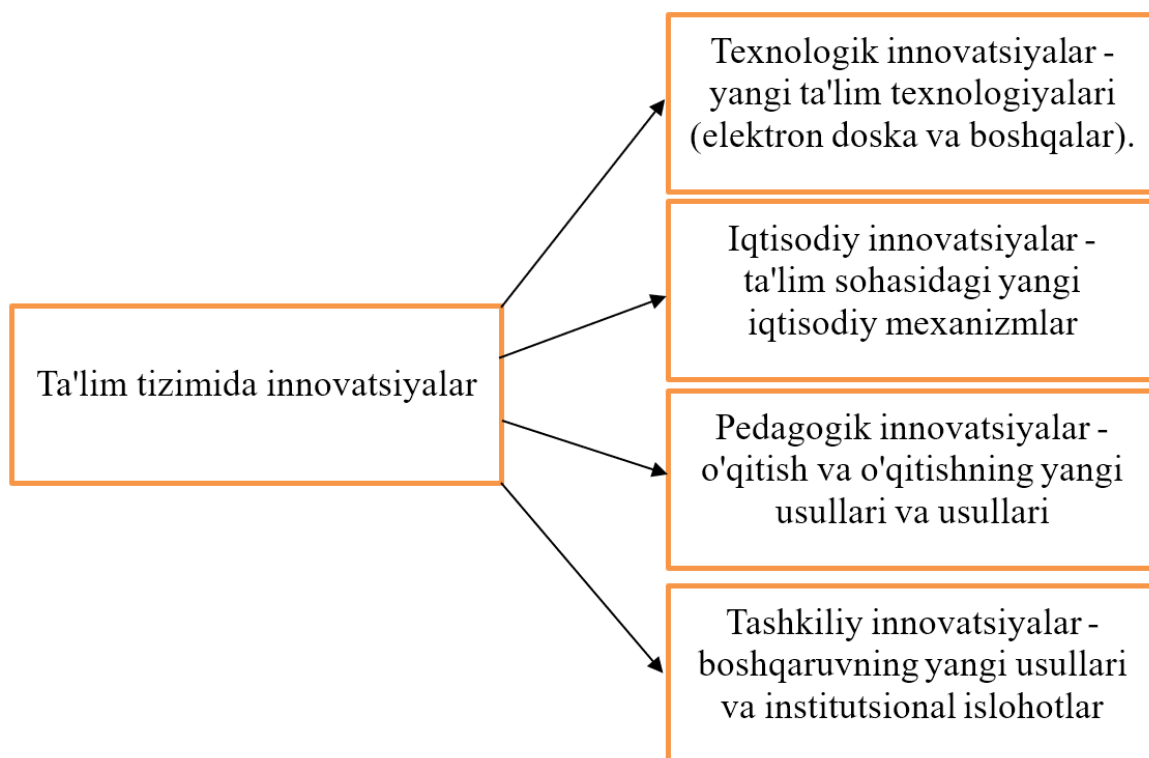 Ta'lim tizimida innovatsiyalar
Texnologik innovatsiyalar -
yangi ta'lim texnologiyalari
(elektron doska va boshqalar).
Iqtisodiy innovatsiyalar -
ta'lim sohasidagi yangi
iqtisodiy mexanizmlar
Pedagogik innovatsiyalar -
o'qitish va o'qitishning yangi
usullari va usullari
Tashkiliy innovatsiyalar -
boshqaruvning yangi usullari
va institutsional islohotlar